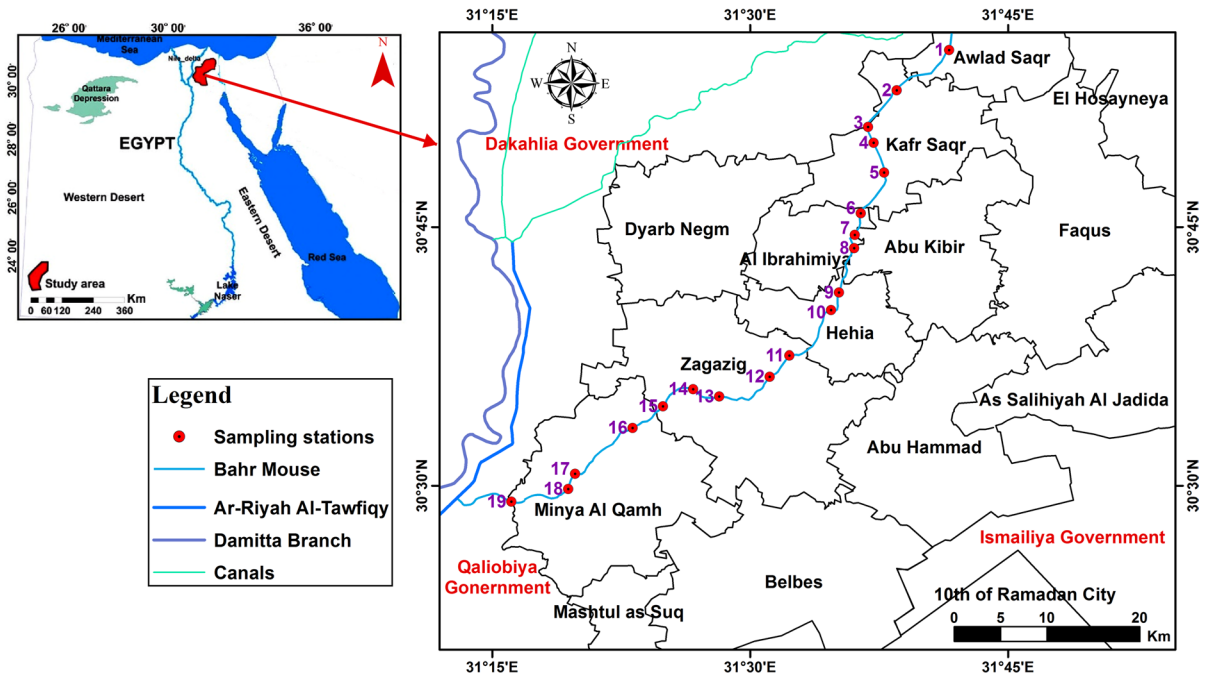 26° 00'
30° 00'
36° 00'
Mediterranean
Sea
Nile_delta
N
30° 00'
28° 00'
26° 00'
24° 00'
Qattara
Depression
EGYPT
Western Desert
Eastern Desert
Red Sea
Lake
Naser
Study area
0 60 120 240 360
Km
Legend
Sampling stations
Bahr Mouse
Ar-Riyah Al-Tawfiqy
Damitta Branch
Canals
31°15'E
31°30'E
31°45'E
N
W
E
S
1
Awlad Saqr
2
El Hosayneya
3
Dakahlia Government
4
Kafr Saqr
5
6
30°45'N
30°45'N
Dyarb Negm
7
Abu Kibir
Faqus
8
Al Ibrahimiya
9
10
Hehia
11
Zagazig
12
14
13
As Salihiyah Al Jadida
15
16
Abu Hammad
17
18
30°30'N
30°30'N
19
Minya Al Qamh
Ismailiya Government
Qaliobiya
Gonernment
Belbes
10th of Ramadan City
Mashtul as Suq
0 5 10 20
Km
31°15'E
31°30'E
31°45'E